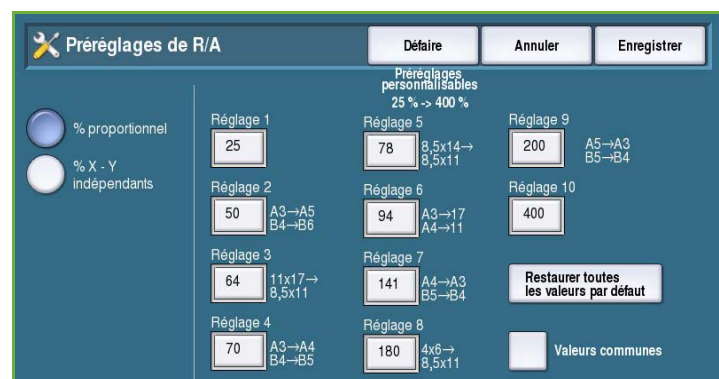 Préréglages de R/A
Défaire
Annuler
Enregistrer
Préréglages
personnalisables
25 % -> 400 %
% proportionnel
% X - Y
indépendants
Réglage 1
25
Réglage 2
50
A3→A5
B4→B6
Réglage 3
64
11x17→
8,5x11
Réglage 4
70
A3→A4
B4→B5
Réglage 5
78
8,5x14→
8,5x11
Réglage 6
94
A3→17
A4→11
Réglage 7
141
A4→A3
B5→B4
Réglage 8
180
4x6→
8,5x11
Réglage 9
200
A5→A3
B5→B4
Réglage 10
400
Restaurer toutes
les valeurs par défaut
Valeurs communes